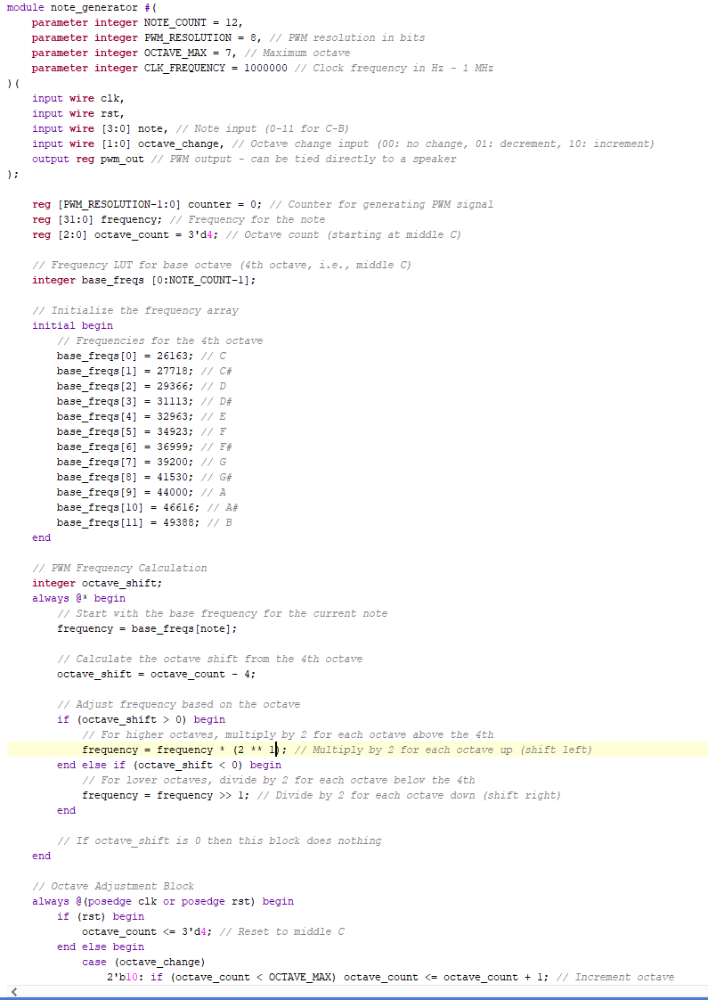 module note_generator #(
    parameter integer NOTE_COUNT = 12,
    parameter integer PWM_RESOLUTION = 8, // PWM resolution in bits
    parameter integer OCTAVE_MAX = 7, // Maximum octave
    parameter integer CLK_FREQUENCY = 1000000 // Clock frequency in Hz - 1 MHz
)(
    input wire clk,
    input wire rst,
    input wire [3:0] note, // Note input (0-11 for C-B)
    input wire [1:0] octave_change, // Octave change input (00: no change, 01: decrement, 10: increment)
    output reg pwm_out // PWM output - can be tied directly to a speaker
);

    reg [PWM_RESOLUTION-1:0] counter = 0; // Counter for generating PWM signal
    reg [31:0] frequency; // Frequency for the note
    reg [2:0] octave_count = 3'd4; // Octave count (starting at middle C)

    // Frequency LUT for base octave (4th octave, i.e., middle C)
    integer base_freqs [0:NOTE_COUNT-1];

    // Initialize the frequency array
    initial begin
        // Frequencies for the 4th octave
        base_freqs[0] = 26163; // C
        base_freqs[1] = 27718; // C#
        base_freqs[2] = 29366; // D
        base_freqs[3] = 31113; // D#
        base_freqs[4] = 32963; // E
        base_freqs[5] = 34923; // F
        base_freqs[6] = 36999; // F#
        base_freqs[7] = 39200; // G
        base_freqs[8] = 41530; // G#
        base_freqs[9] = 44000; // A
        base_freqs[10] = 46616; // A#
        base_freqs[11] = 49388; // B
    end

    // PWM Frequency Calculation
    integer octave_shift;
    always @* begin
        // Start with the base frequency for the current note
        frequency = base_freqs[note];

        // Calculate the octave shift from the 4th octave
        octave_shift = octave_count - 4;

        // Adjust frequency based on the octave
        if (octave_shift > 0) begin
            // For higher octaves, multiply by 2 for each octave above the 4th
            frequency = frequency * (2 ** 1); // Multiply by 2 for each octave up (shift left)
        end else if (octave_shift < 0) begin
            // For lower octaves, divide by 2 for each octave below the 4th
            frequency = frequency >> 1; // Divide by 2 for each octave down (shift right)
        end

        // If octave_shift is 0 then this block does nothing
    end

    // Octave Adjustment Block
    always @(posedge clk or posedge rst) begin
        if (rst) begin
            octave_count <= 3'd4; // Reset to middle C
        end else begin
            case (octave_change)
                2'b10: if (octave_count < OCTAVE_MAX) octave_count <= octave_count + 1; // Increment octave